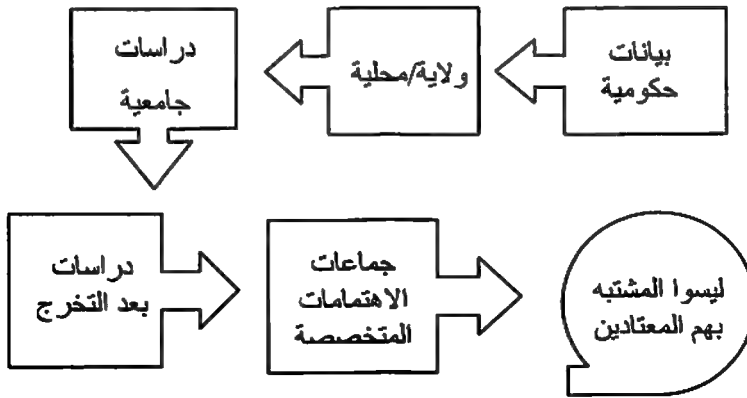 بيانات
حكومية
ولاية/محلية
دراسات
جامعية
دراسات
بعد التخرج
جماعات
الاهتمامات
المتخصصة
ليسوا المشتبه
بهم المعتادين